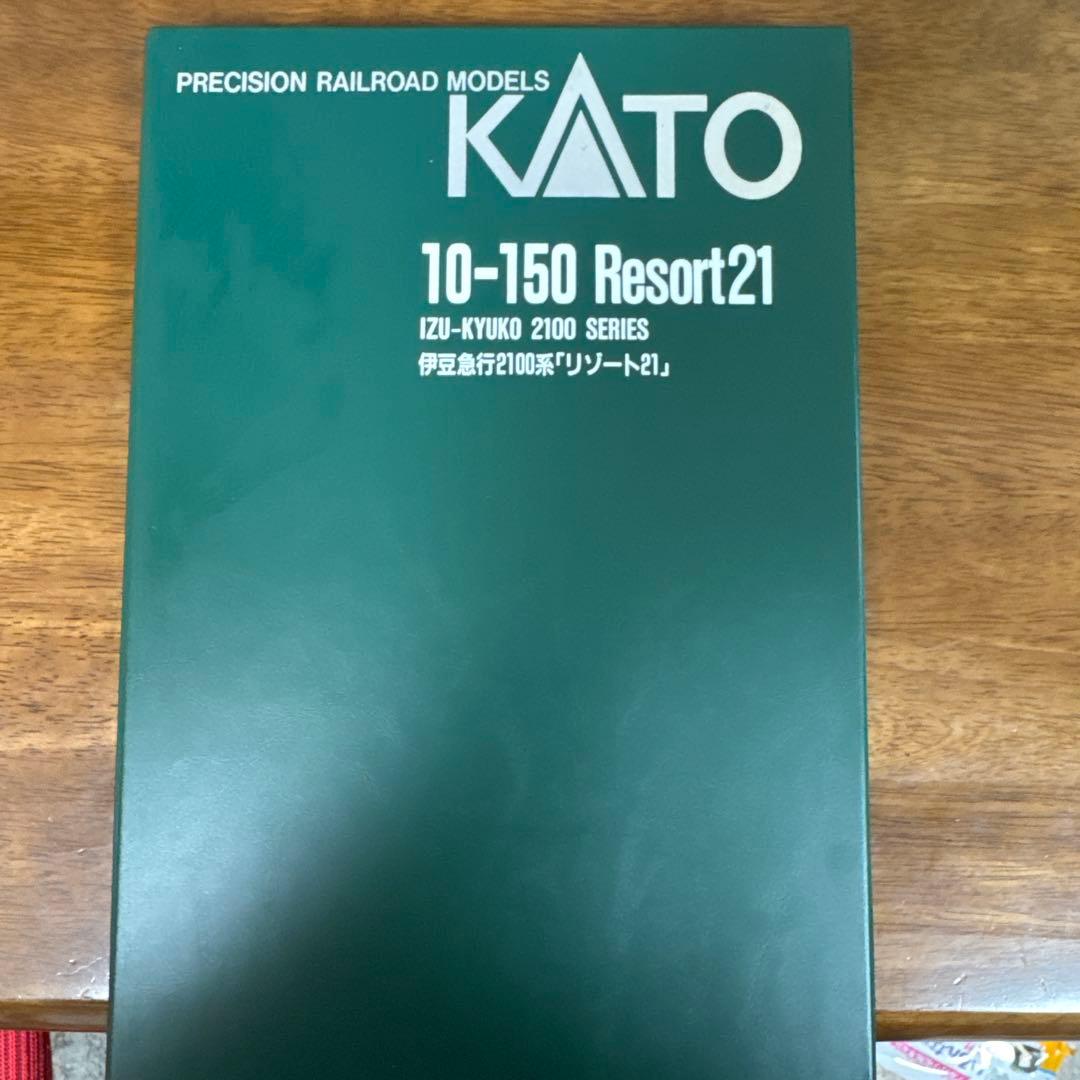 PRECISION RAILROAD MODELS
KATO
10-150 Resort21
IZU-KYUKO 2100 SERIES
伊豆急行2100系「リゾート21」